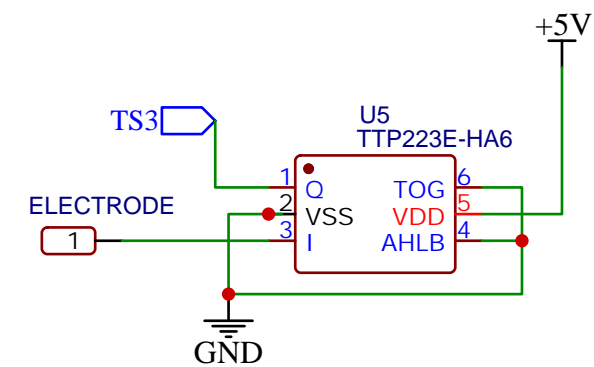 +5V
U5
TTP223E-HA6
TS3
1 Q TOG 6
2 VSS VDD 5
3 I AHLB 4
ELECTRODE
1
GND